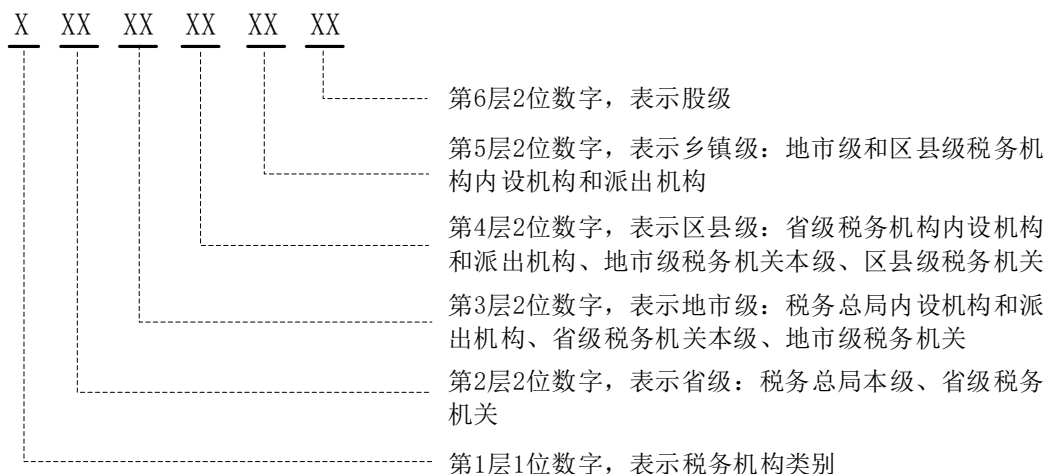 X XX XX XX XX XX
第6层2位数字，表示股级
第5层2位数字，表示乡镇级：地市级和区县级税务机
构内设机构和派出机构
第4层2位数字，表示区县级：省级税务机构内设机构
和派出机构、地市级税务机关本级、区县级税务机关
第3层2位数字，表示地市级：税务总局内设机构和派
出机构、省级税务机关本级、地市级税务机关
第2层2位数字，表示省级：税务总局本级、省级税务
机关
第1层1位数字，表示税务机构类别